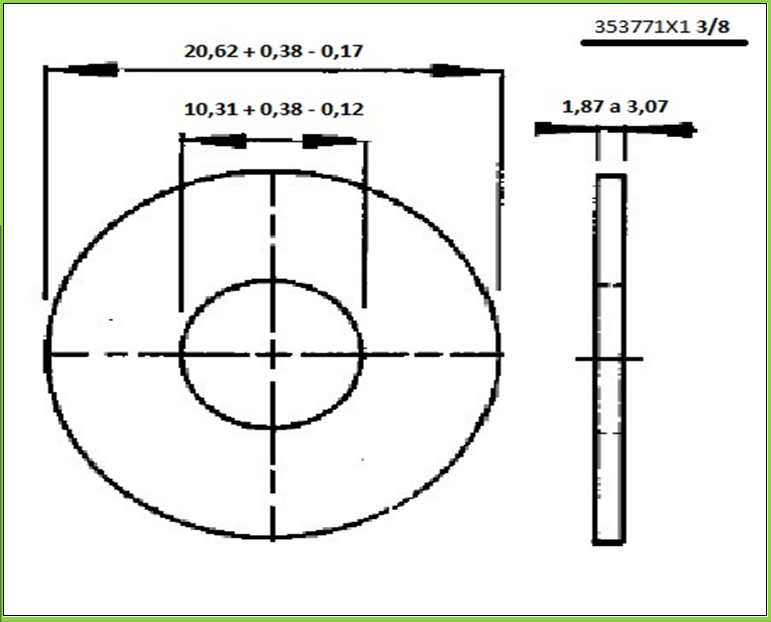 353771X1 3/8
20,62 + 0,38 - 0,17
10,31 + 0,38 - 0,12
1,87 a 3,07